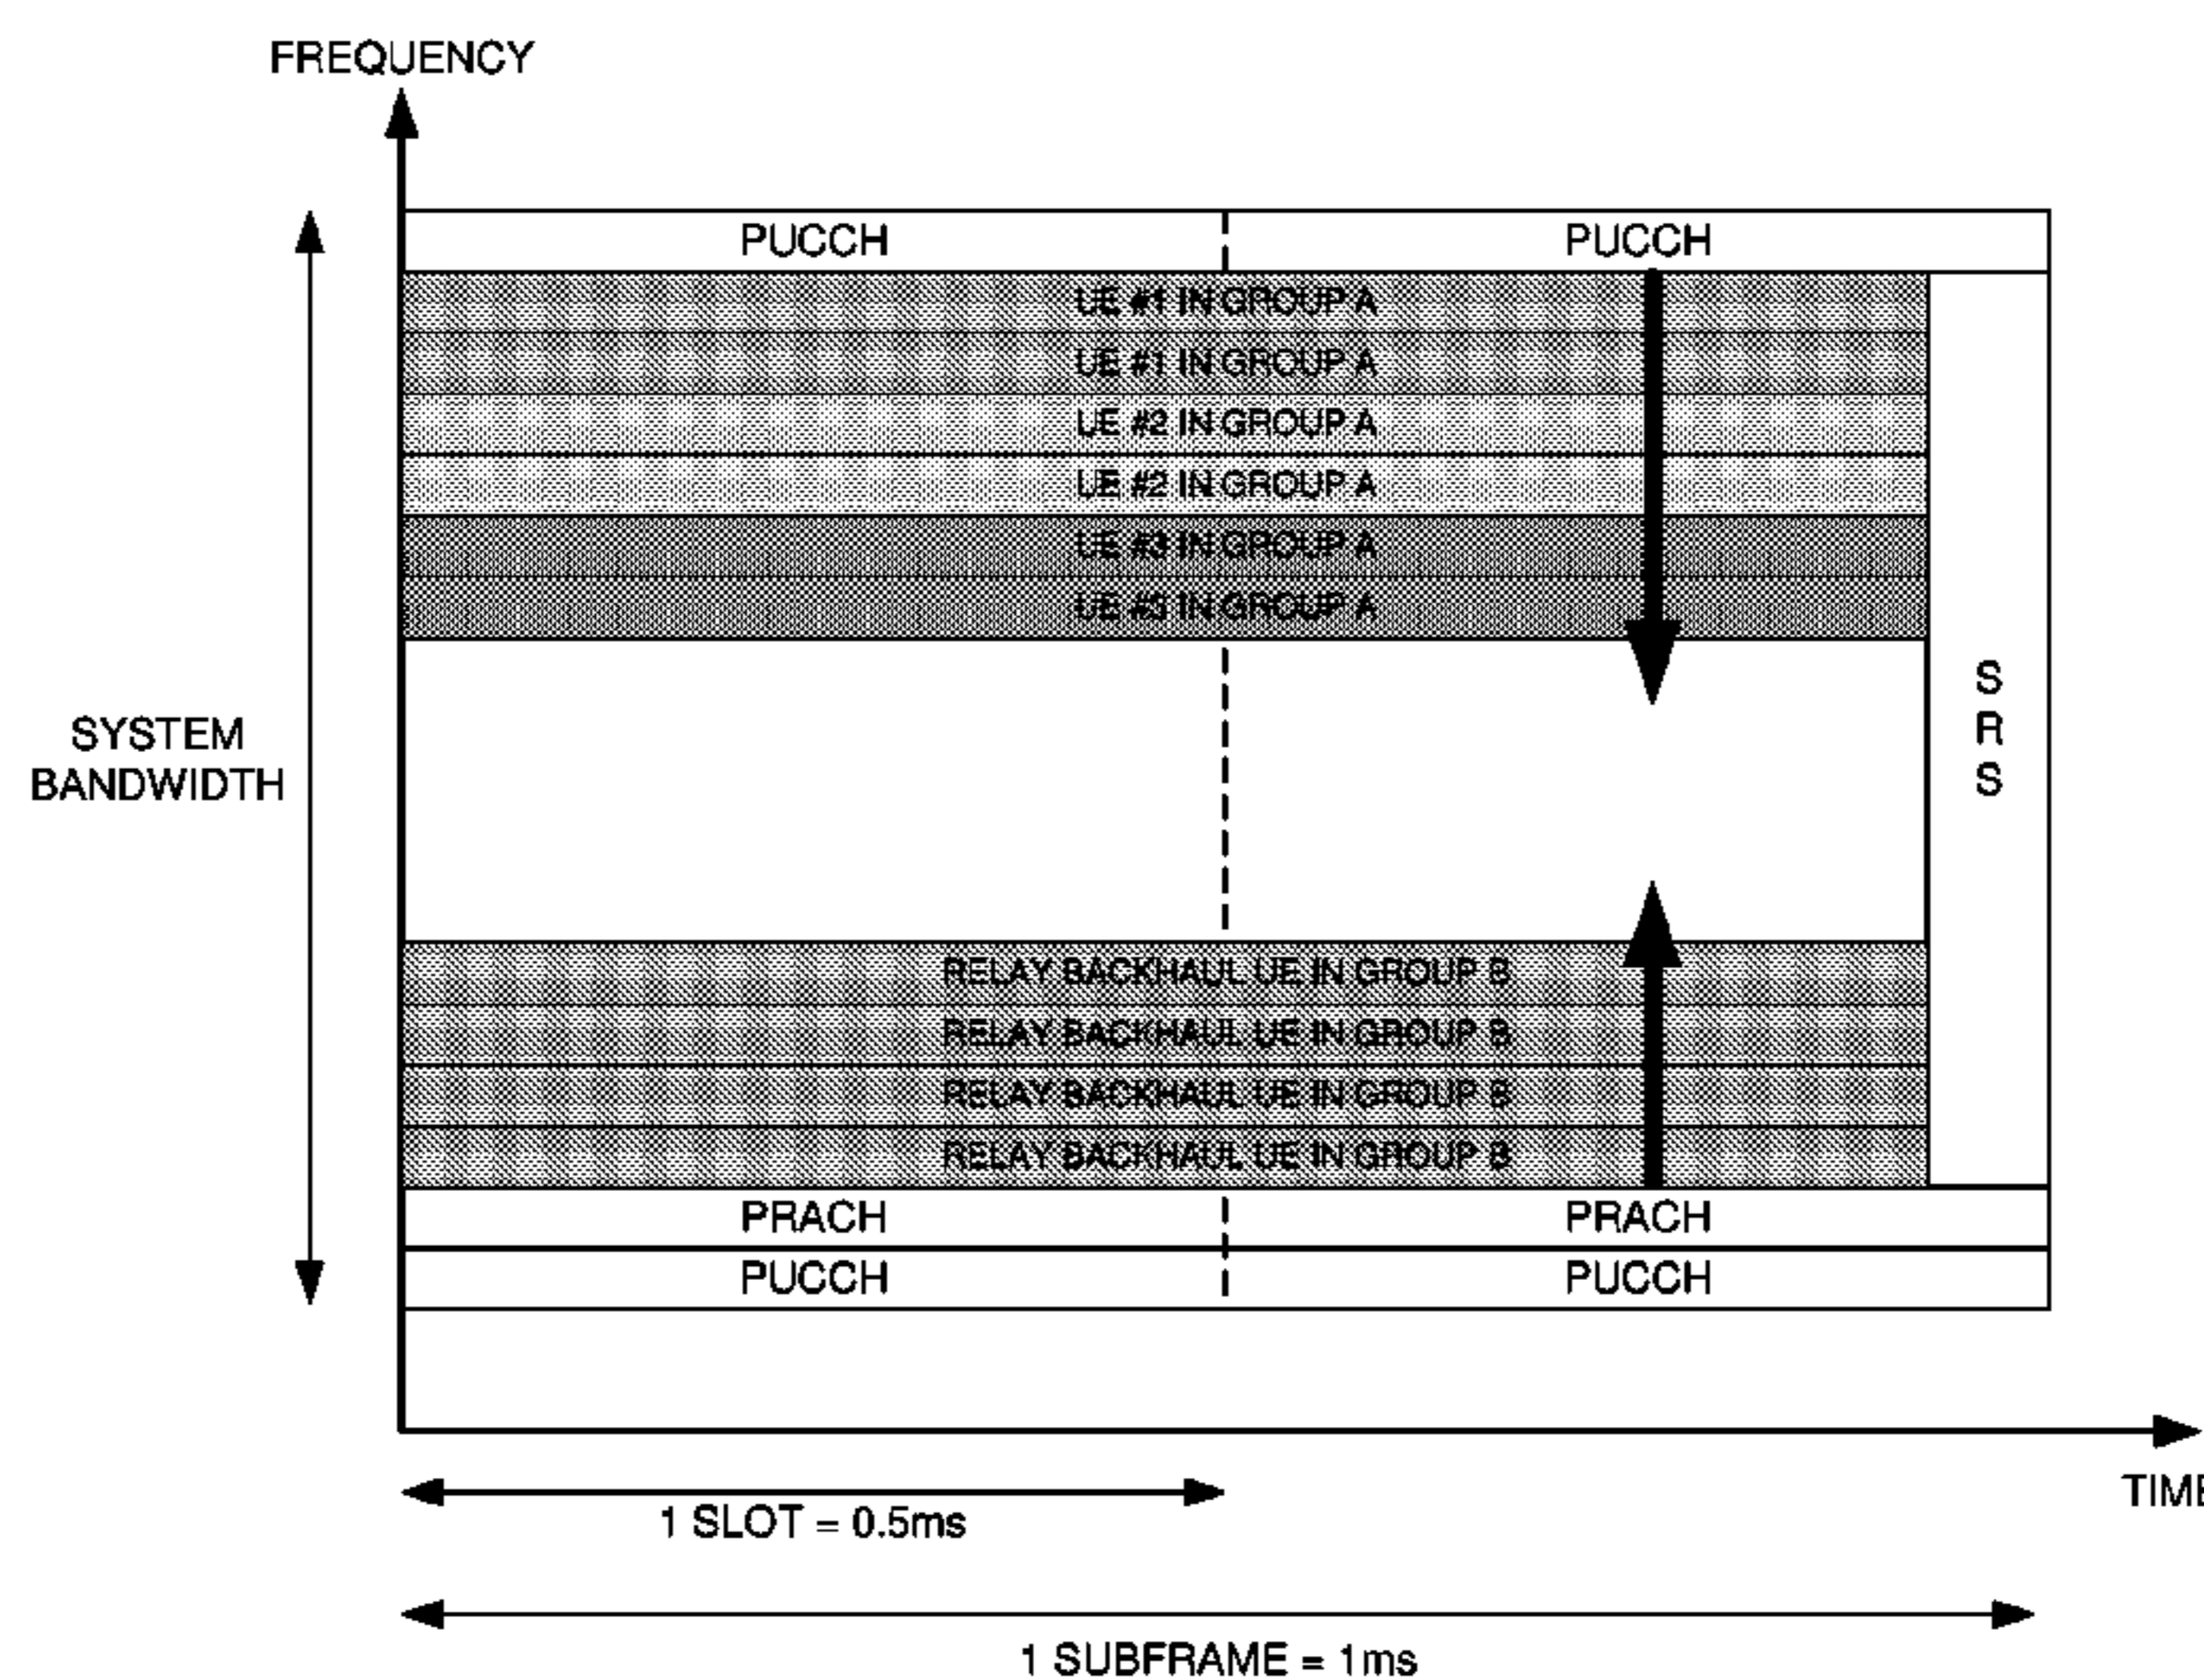 FREQUENCY
PUCCH PUCCH
UE #1 IN GROUP A
UE #1 IN GROUP A
UE #2 IN GROUP A
UE #2 IN GROUP A
UE #3 IN GROUP A
UE #3 IN GROUP A
SYSTEM
BANDWIDTH
S
R
S
RELAY BACKHAUL UE IN GROUP B
RELAY BACKHAUL UE IN GROUP B
RELAY BACKHAUL UE IN GROUP B
RELAY BACKHAUL UE IN GROUP B
PRACH PRACH
PUCCH PUCCH
TIME
1 SLOT = 0.5ms
1 SUBFRAME = 1ms